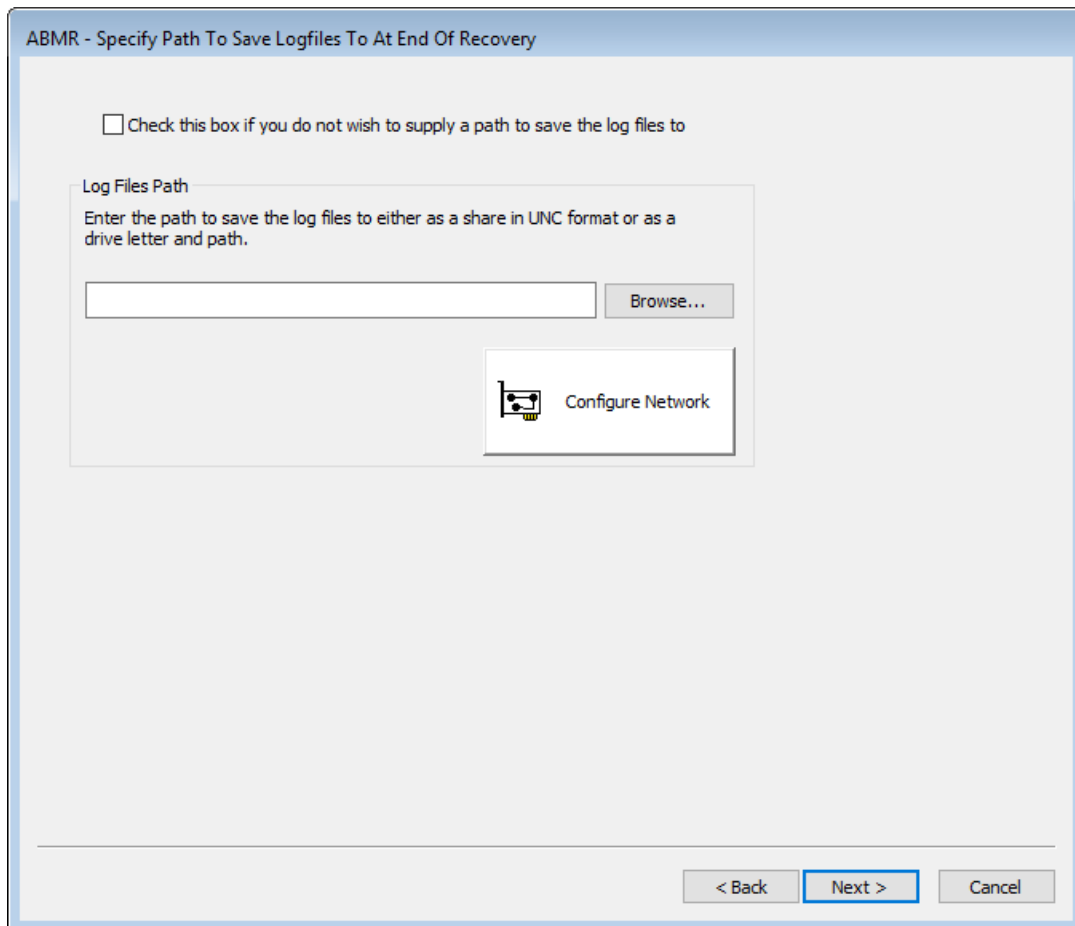 ABMR - Specify Path To Save Logfiles To At End Of Recovery
Check this box if you do not wish to supply a path to save the log files to
Log Files Path
Enter the path to save the log files to either as a share in UNC format or as a
drive letter and path.
Browse...
Configure Network
< Back Next > Cancel